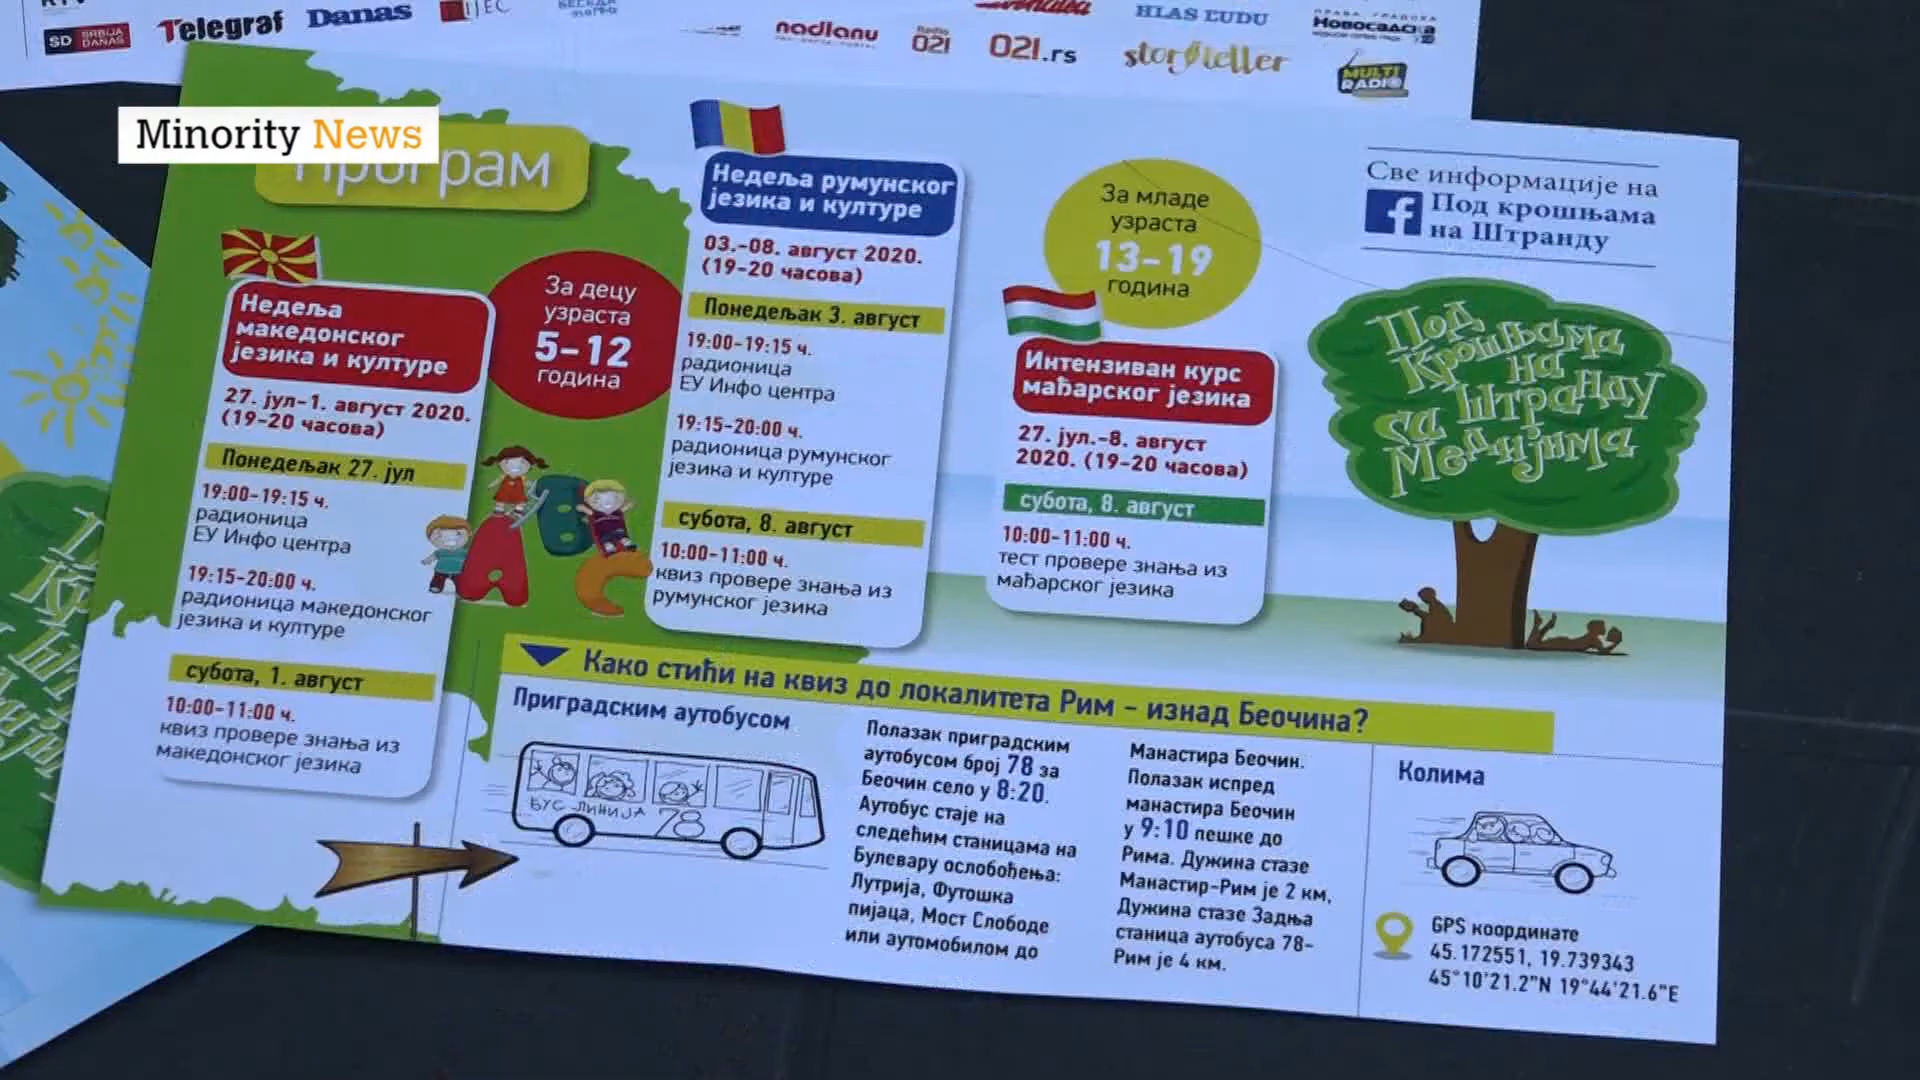 SD SRBIJA DANAS
Telegraf
Danas
nadlanu
Radio 021
021.rs
HLAS ĽUDU
storyteller
Новосадска
MULTI RADIO
Minority News
Програм
Недеља
македонског
језика и културе
27. јул-1. август 2020.
(19-20 часова)
Понедељак 27. јул
19:00-19:15 ч.
радионица
ЕУ Инфо центра
19:15-20:00 ч.
радионица македонског
језика и културе
субота, 1. август
10:00-11:00 ч.
квиз провере знања из
македонског језика
За децу
узраста
5-12
година
A B C
Недеља румунског
језика и културе
03.-08. август 2020.
(19-20 часова)
Понедељак 3. август
19:00-19:15 ч.
радионица
ЕУ Инфо центра
19:15-20:00 ч.
радионица румунског
језика и културе
субота, 8. август
10:00-11:00 ч.
квиз провере знања из
румунског језика
За младе
узраста
13-19
година
Интензиван курс
мађарског језика
27. јул.-8. август
2020. (19-20 часова)
субота, 8. август
10:00-11:00 ч.
тест провере знања из
мађарског језика
Све информације на
f Под крошњама
на Штранду
Под
Крошњама
на
Штранду
са
Медијима
Како стићи на квиз до локалитета Рим - изнад Беочина?
Приградским аутобусом
БУС ЛИНИЈА 78
Полазак приградским
аутобусом број 78 за
Беочин село у 8:20.
Аутобус стаје на
следећим станицама на
Булевару ослобођења:
Лутрија, Футошка
пијаца, Мост Слободе
или аутомобилом до
Манастира Беочин.
Полазак испред
манастира Беочин
у 9:10 пешке до
Рима. Дужина стазе
Манастир-Рим је 2 км,
Дужина стазе Задња
станица аутобуса 78-
Рим је 4 км.
Колима
GPS координате
45.172551, 19.739343
45°10'21.2"N 19°44'21.6"E